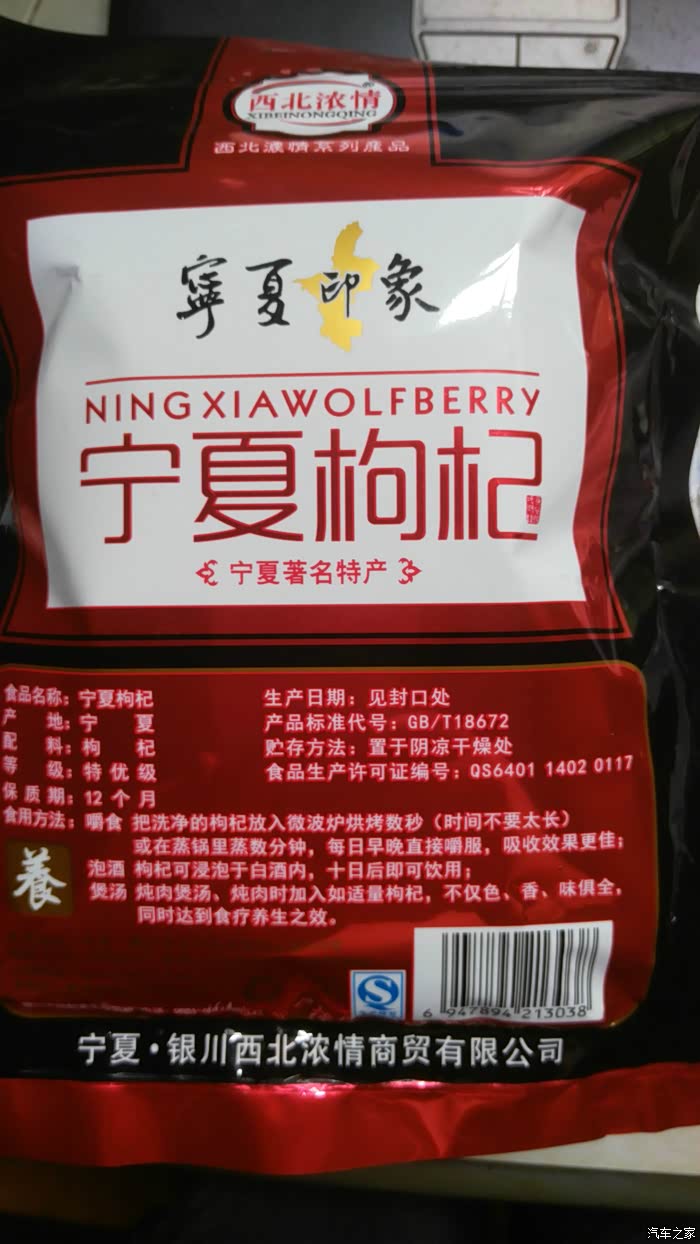 西北浓情
XIBEINONGQING
西北濃情系列産品
寧夏印象
NINGXIAWOLFBERRY
宁夏枸杞
宁夏著名特产
食品名称：宁夏枸杞
产 地：宁 夏
配 料：枸 杞
等 级：特优级
保质期：12个月
生产日期：见封口处
产品标准代号：GB/T18672
贮存方法：置于阴凉干燥处
食品生产许可证编号：QS6401 1402 0117
食用方法：嚼食 把洗净的枸杞放入微波炉烘烤数秒（时间不要太长）
或在蒸锅里蒸数分钟，每日早晚直接嚼服，吸收效果更佳；
泡酒 枸杞可浸泡于白酒内，十日后即可饮用；
煲汤 炖肉煲汤、炖肉时加入如适量枸杞，不仅色、香、味俱全，
同时达到食疗养生之效。
養
6 947894 213038
宁夏·银川西北浓情商贸有限公司
汽车之家